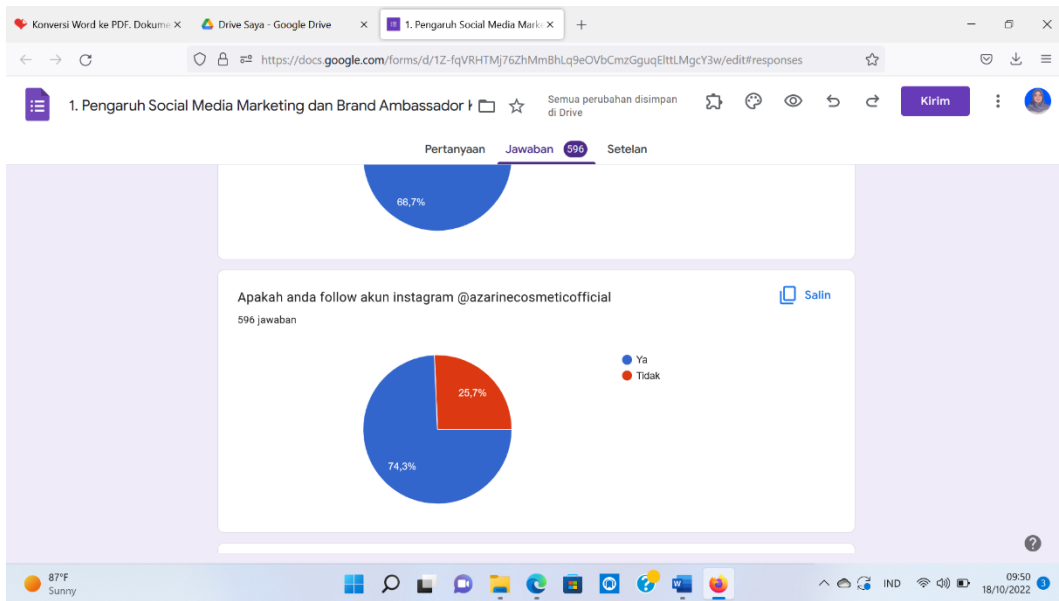 Konversi Word ke PDF. Dokume
Drive Saya - Google Drive
1. Pengaruh Social Media Marke
https://docs.google.com/forms/d/1Z-fqVRHTMj76ZhMmBhLq9eOVbCmzGguqElttLMgcY3w/edit#responses
1. Pengaruh Social Media Marketing dan Brand Ambassador
Semua perubahan disimpan
di Drive
Kirim
Pertanyaan Jawaban 596 Setelan
66,7%
Apakah anda follow akun instagram @azarinecosmeticofficial
Salin
596 jawaban
Ya
Tidak
25,7%
74,3%
87°F
Sunny
IND
09:50
18/10/2022
3